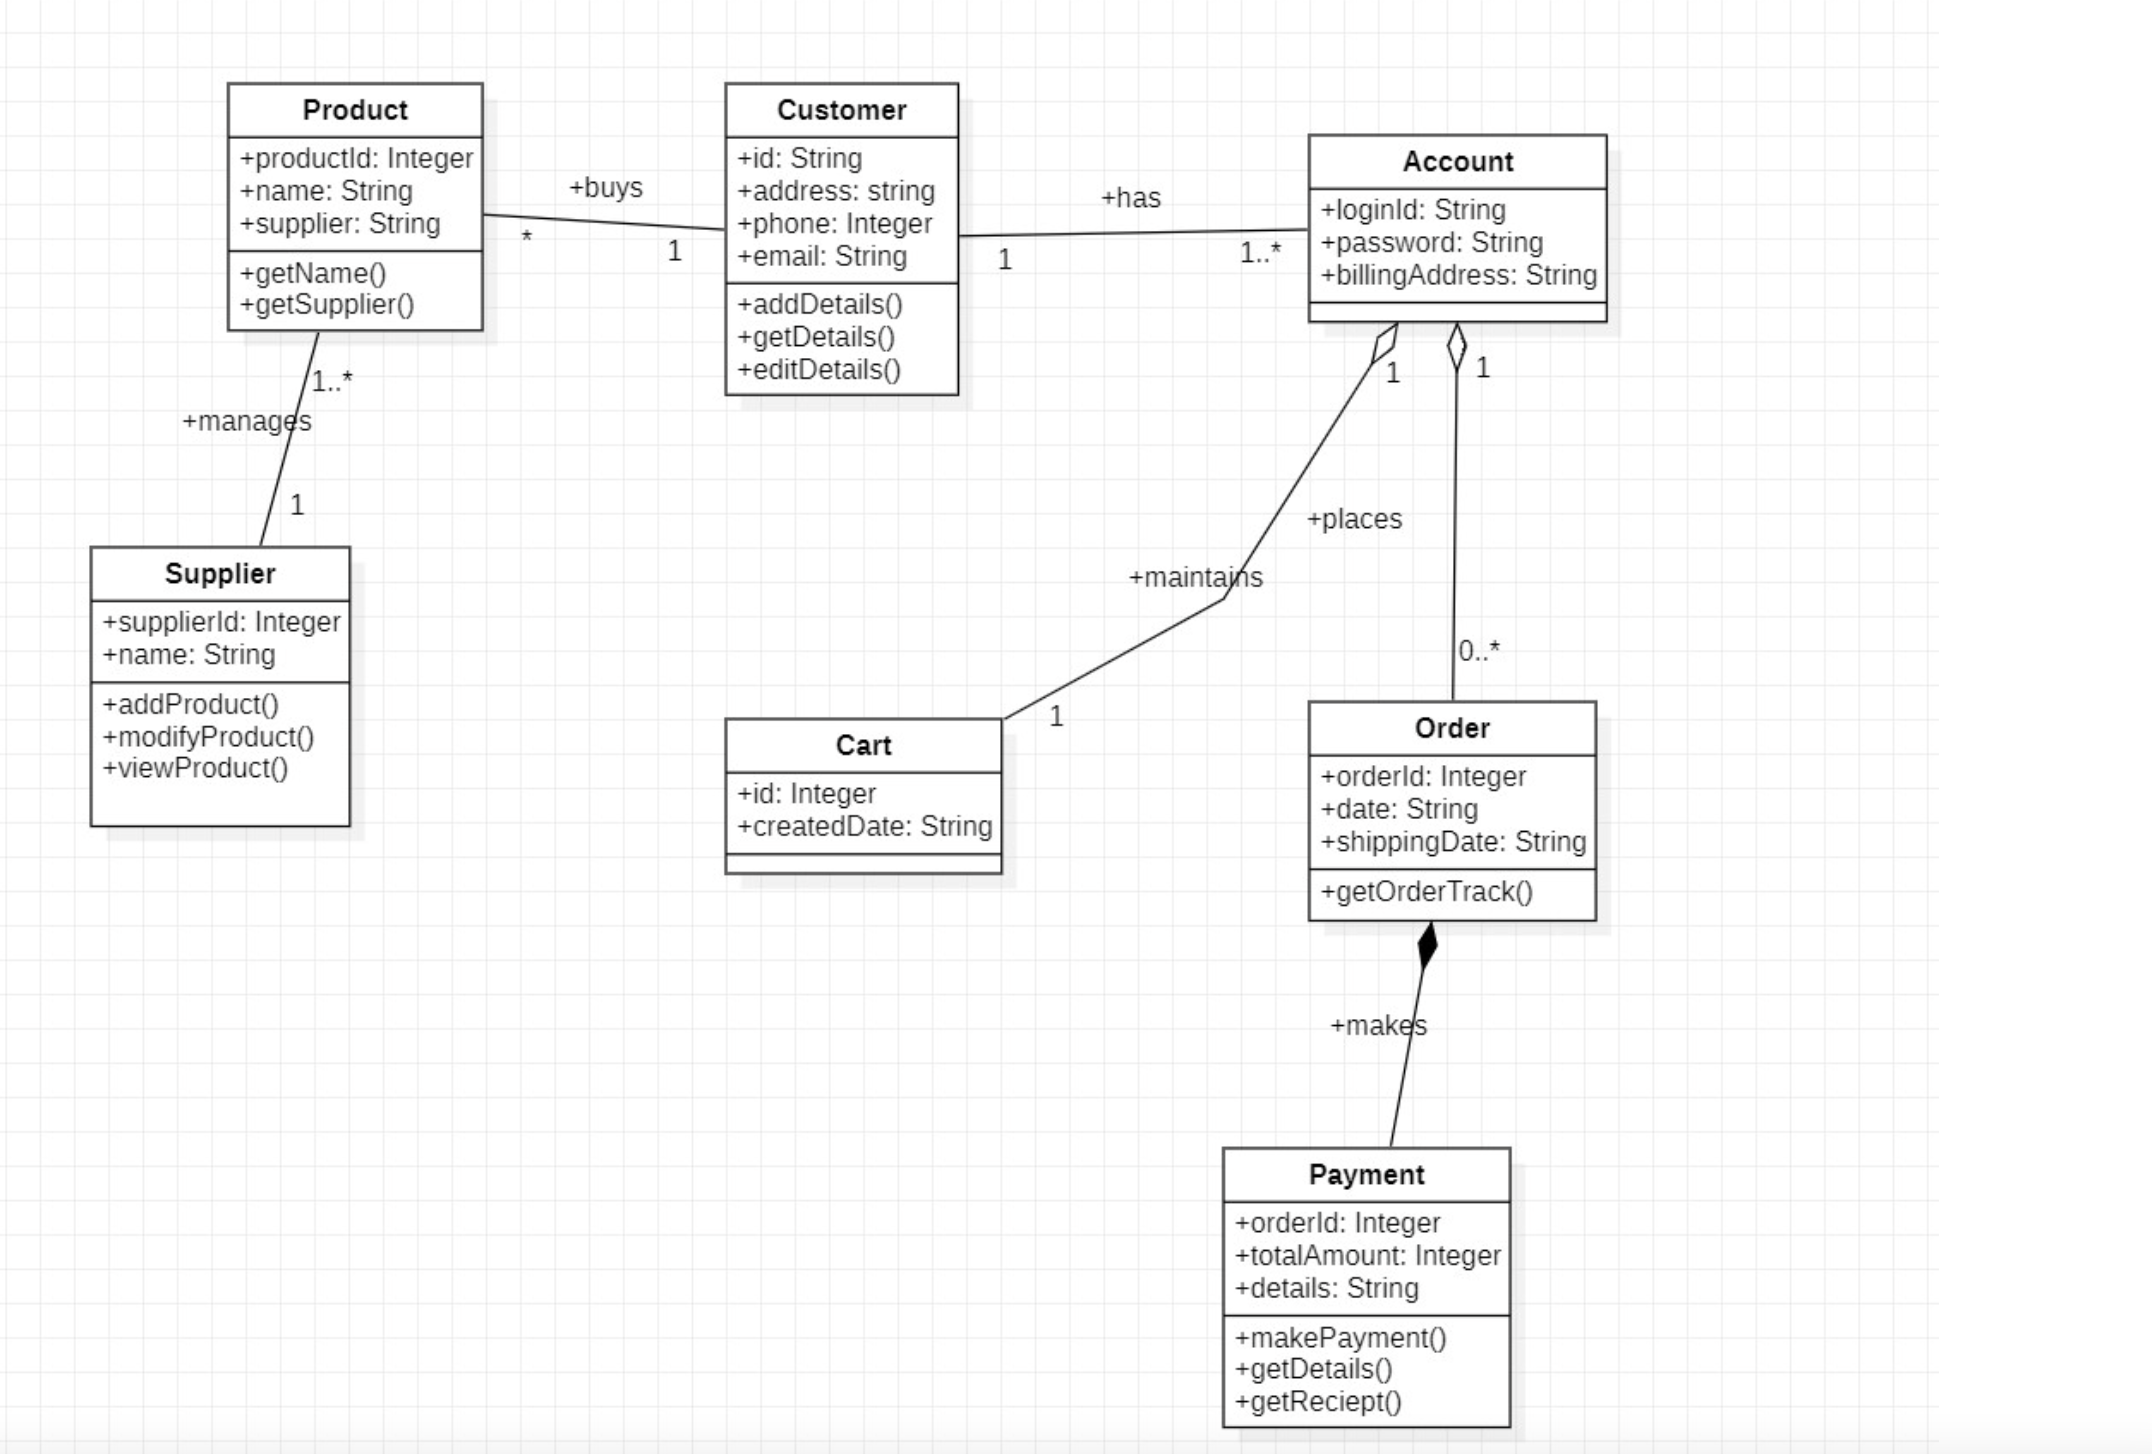 Product
+productId: Integer
+name: String
+supplier: String
+getName()
+getSupplier()
+buys
*
1
Customer
+id: String
+address: string
+phone: Integer
+email: String
+addDetails()
+getDetails()
+editDetails()
+has
1
1..*
Account
+loginId: String
+password: String
+billingAddress: String
1
1
1..*
+manages
1
Supplier
+supplierId: Integer
+name: String
+addProduct()
+modifyProduct()
+viewProduct()
+places
+maintains
1
0..*
Cart
+id: Integer
+createdDate: String
Order
+orderId: Integer
+date: String
+shippingDate: String
+getOrderTrack()
+makes
Payment
+orderId: Integer
+totalAmount: Integer
+details: String
+makePayment()
+getDetails()
+getReciept()